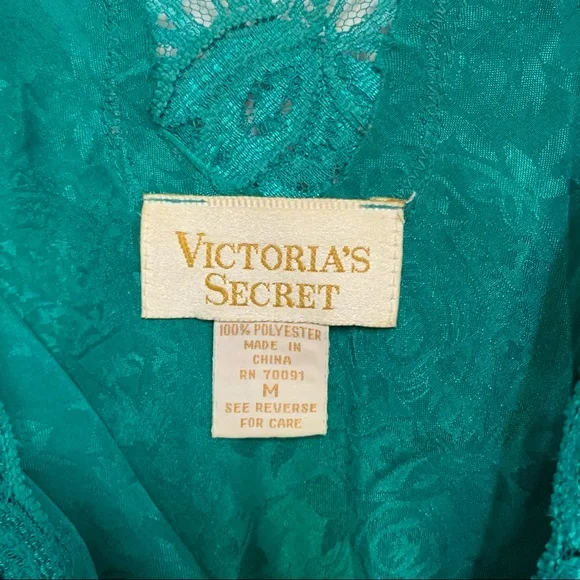 VICTORIA'S
SECRET
100% POLYESTER
MADE IN
CHINA
RN 70091
M
SEE REVERSE
FOR CARE